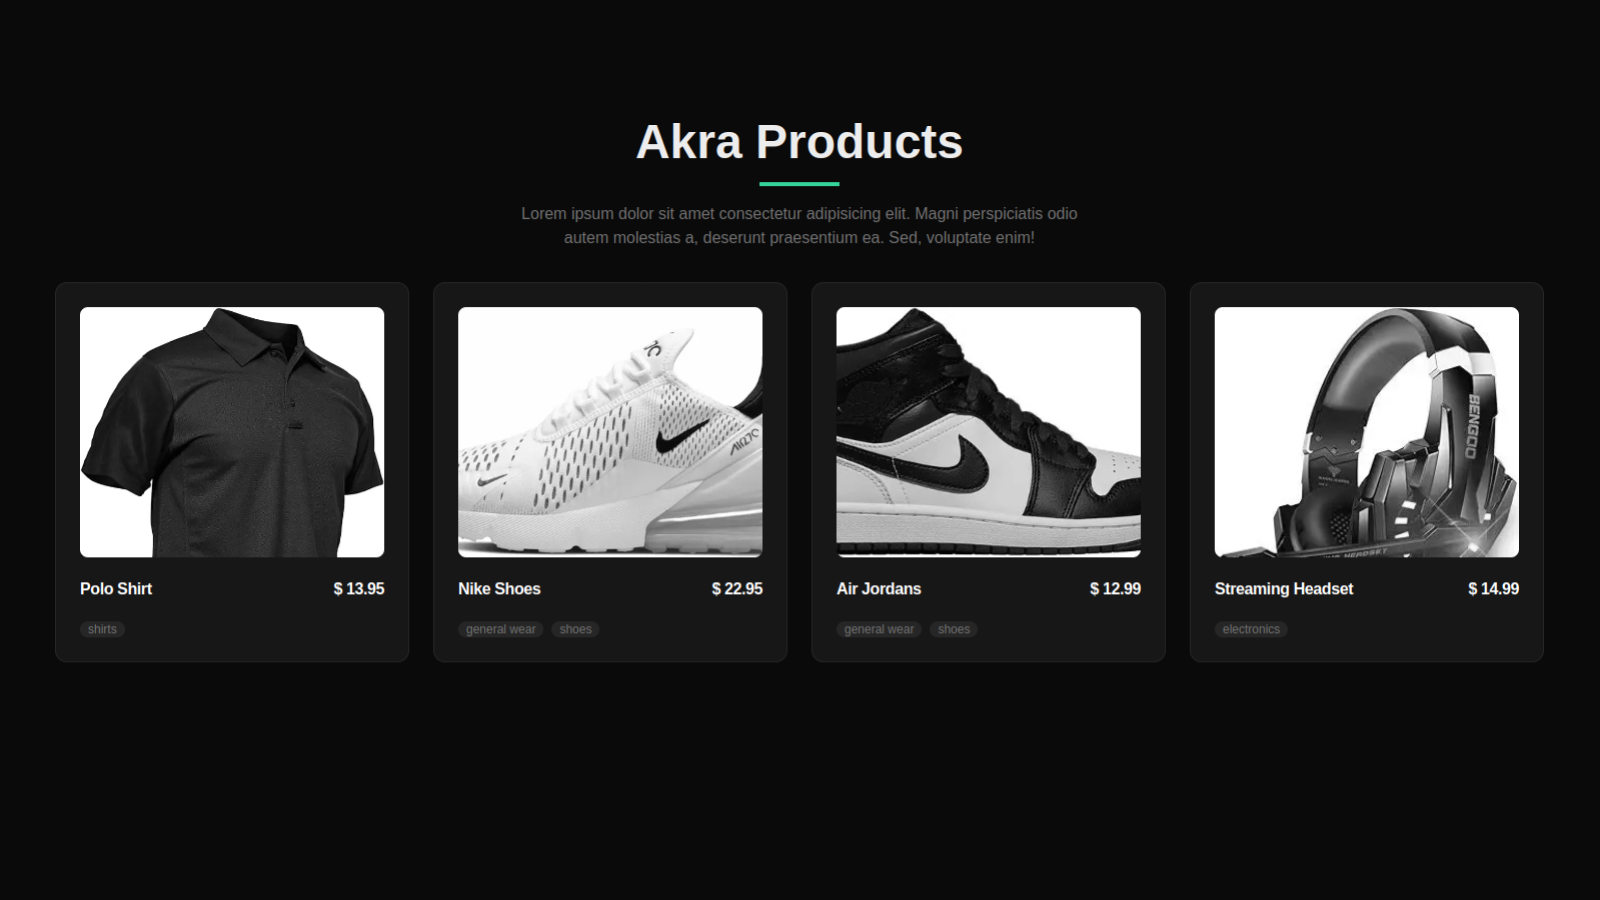 Akra Products
Lorem ipsum dolor sit amet consectetur adipisicing elit. Magni perspiciatis odio
autem molestias a, deserunt praesentium ea. Sed, voluptate enim!
AIR27C
BENGOO
HEADSET
Polo Shirt $ 13.95
Nike Shoes $ 22.95
Air Jordans $ 12.99
Streaming Headset $ 14.99
shirts
general wear shoes
general wear shoes
electronics